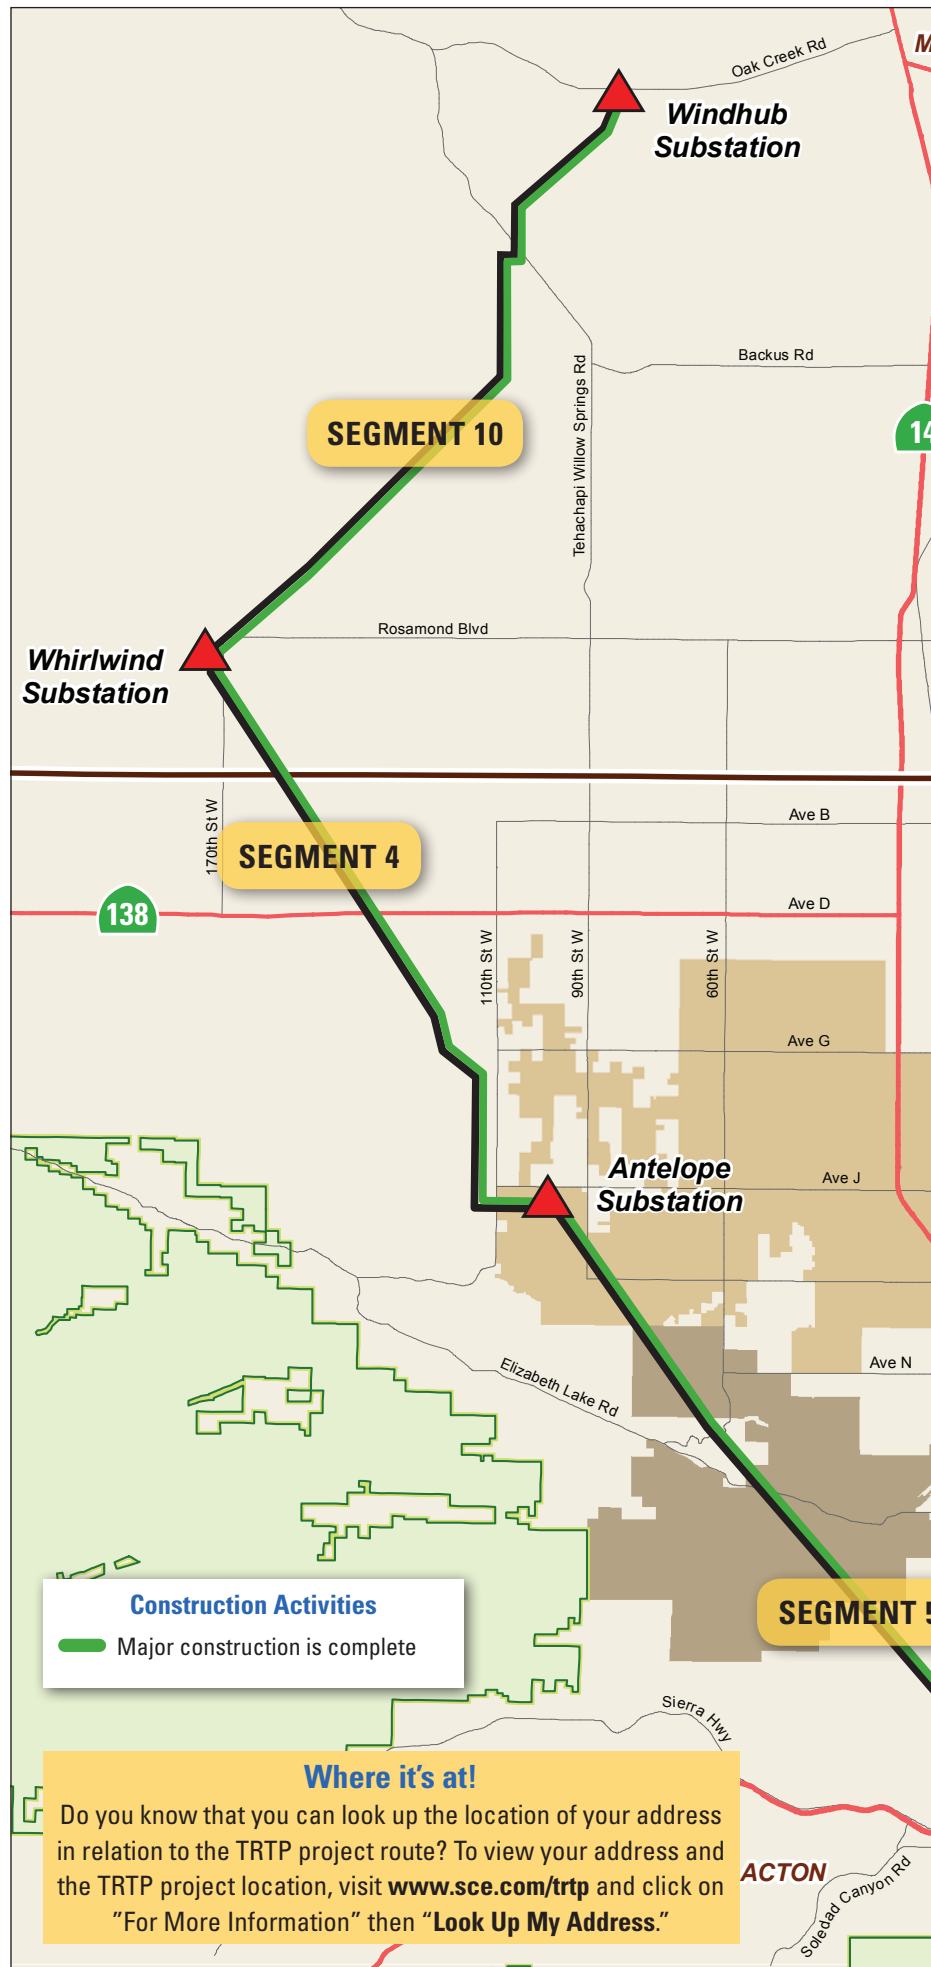 Oak Creek Rd
M
Windhub
Substation
Backus Rd
Tehachapi Willow Springs Rd
14
SEGMENT 10
Rosamond Blvd
Whirlwind
Substation
170th St W
Ave B
SEGMENT 4
138
Ave D
110th St W
90th St W
60th St W
Ave G
Antelope
Substation
Ave J
Ave N
Elizabeth Lake Rd
SEGMENT 5
Construction Activities
Major construction is complete
Sierra Hwy
Where it's at!
Do you know that you can look up the location of your address
in relation to the TRTP project route? To view your address and
the TRTP project location, visit www.sce.com/trtp and click on
”For More Information” then “Look Up My Address.”
ACTON
Soledad Canyon Rd